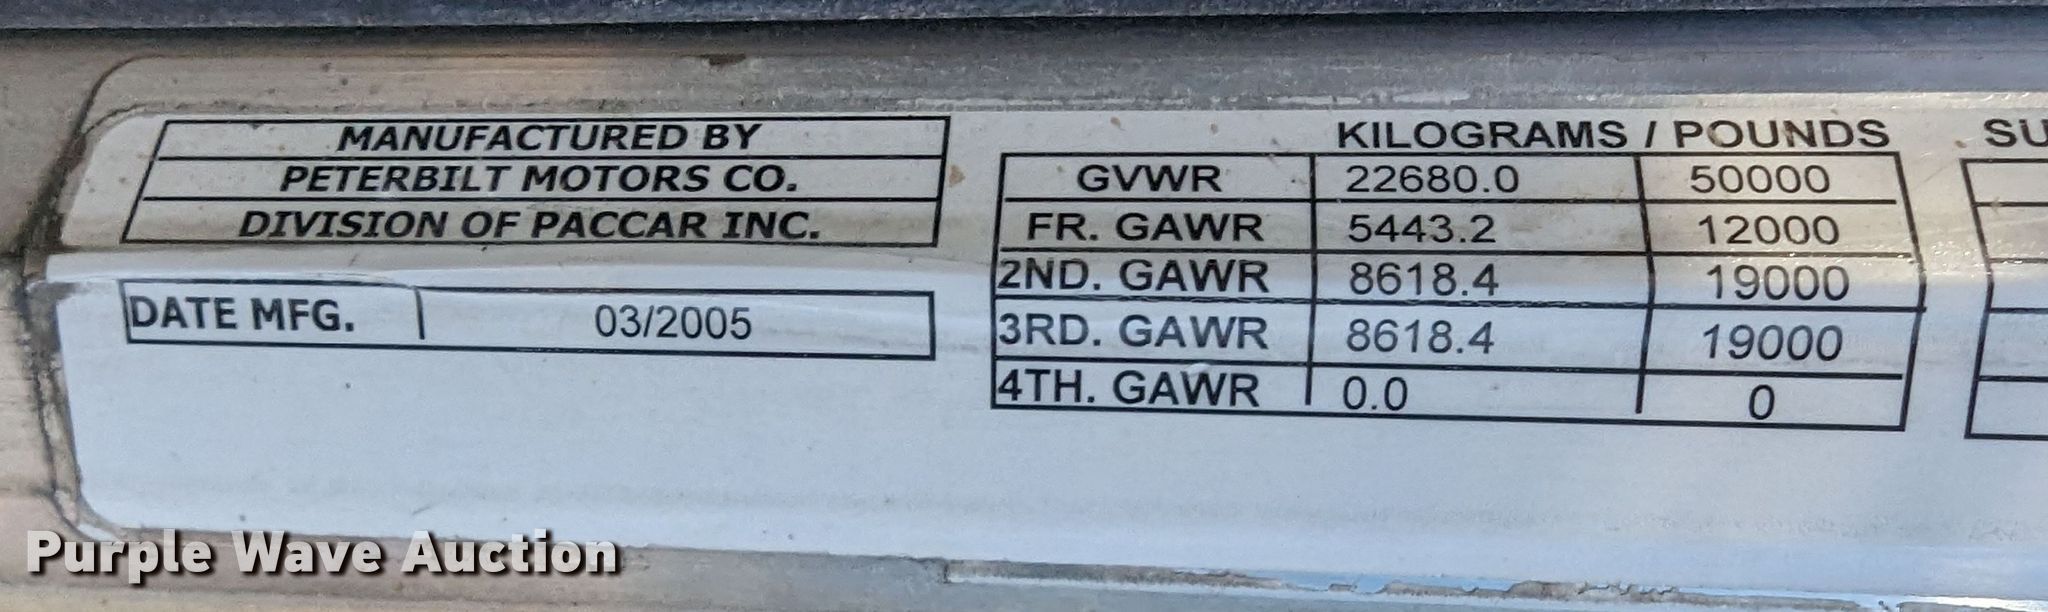 MANUFACTURED BY
PETERBILT MOTORS CO.
DIVISION OF PACCAR INC.
DATE MFG. 03/2005
KILOGRAMS / POUNDS
GVWR 22680.0 50000
FR. GAWR 5443.2 12000
2ND. GAWR 8618.4 19000
3RD. GAWR 8618.4 19000
4TH. GAWR 0.0 0
SU
Purple Wave Auction